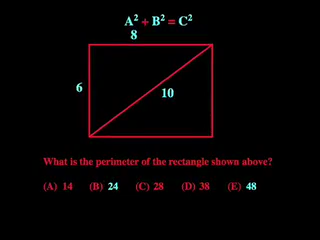 A² + B² = C²
8
6
10
What is the perimeter of the rectangle shown above?
(A) 14 (B) 24 (C) 28 (D) 38 (E) 48